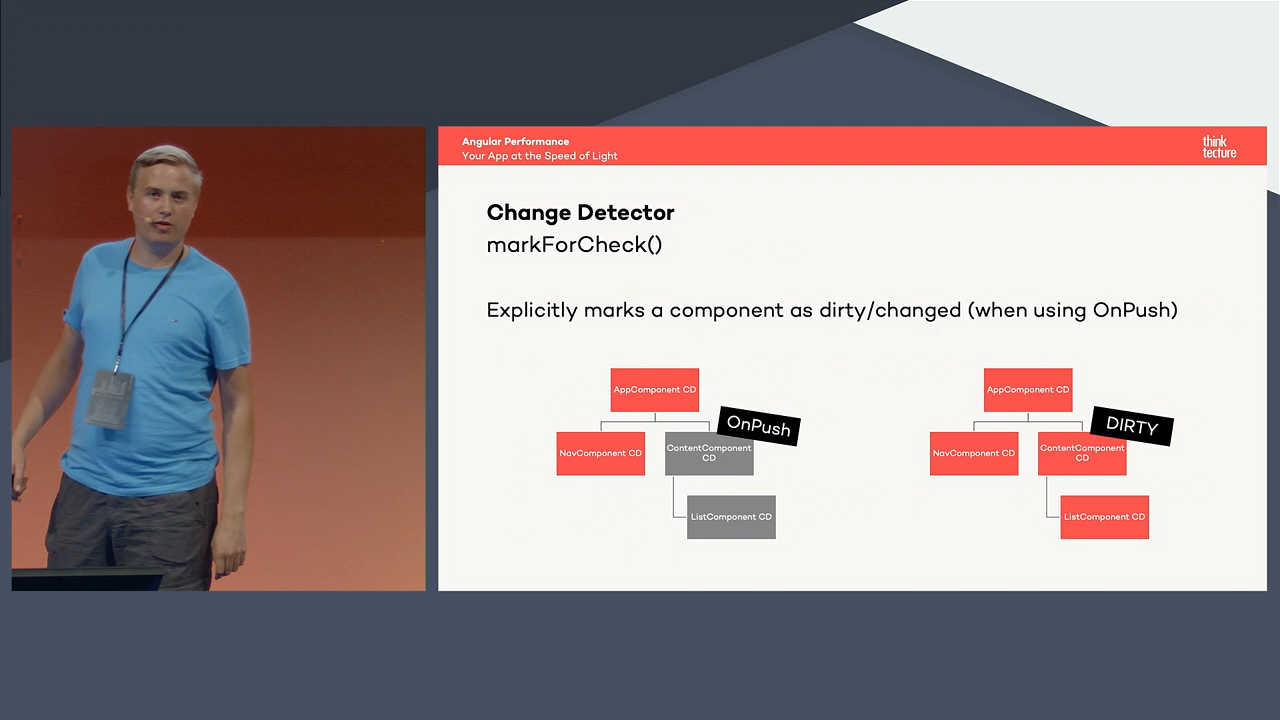 Angular Performance
Your App at the Speed of Light
think
tecture
Change Detector
markForCheck()
Explicitly marks a component as dirty/changed (when using OnPush)
AppComponent CD
OnPush
NavComponent CD
ContentComponent
CD
ListComponent CD
AppComponent CD
DIRTY
NavComponent CD
ContentComponent
CD
ListComponent CD